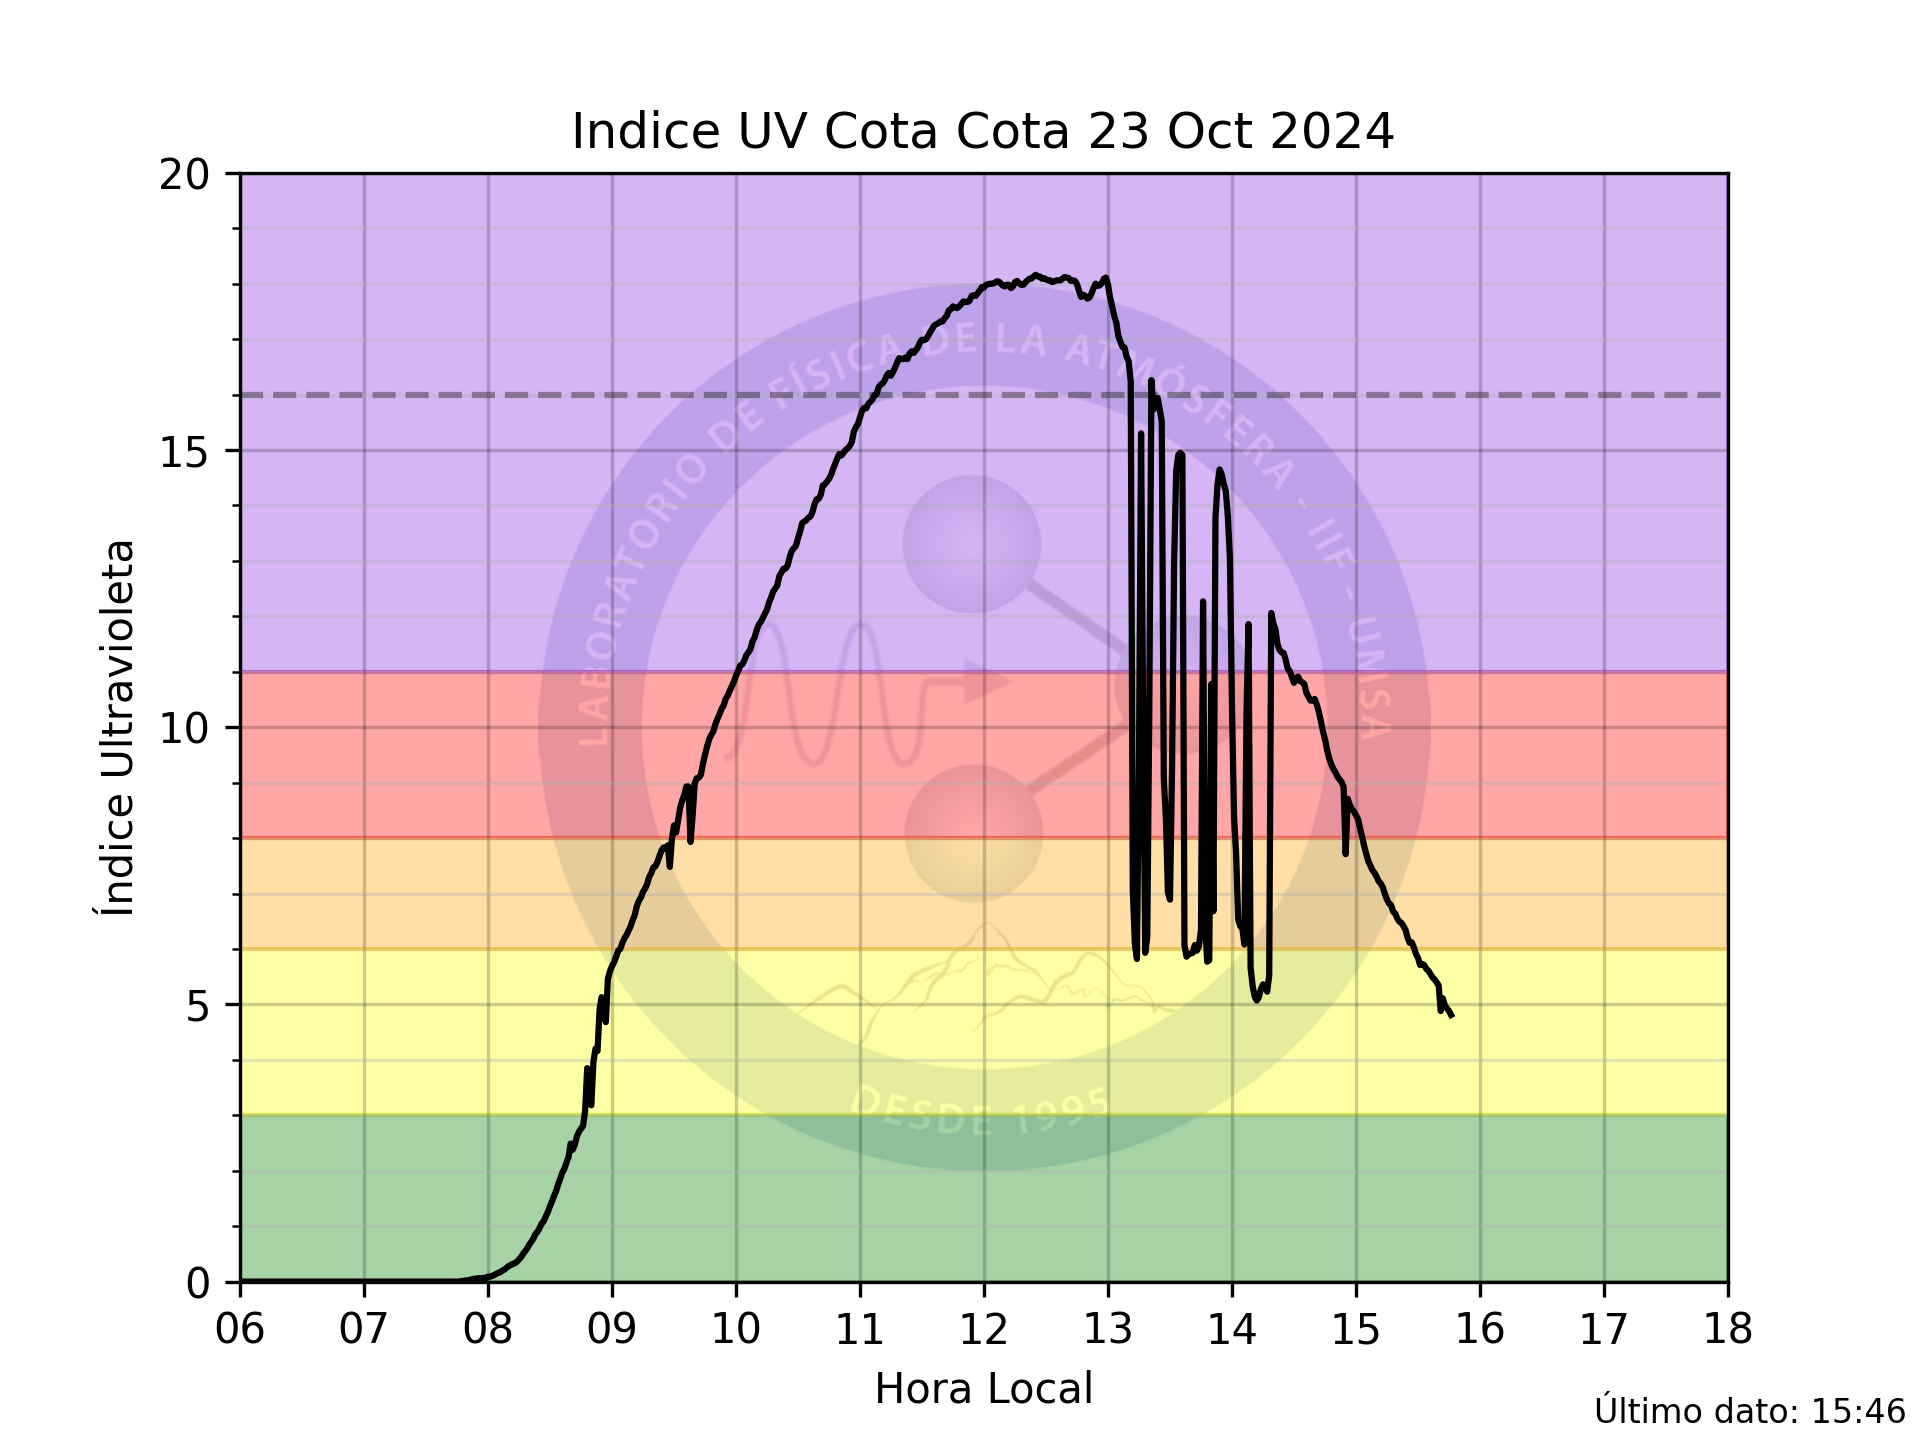 Indice UV Cota Cota 23 Oct 2024
20
15
10
5
0
Índice Ultravioleta
LABORATORIO DE FÍSICA DE LA ATMÓSFERA - IIF - UMSA
DESDE 1995
06 07 08 09 10 11 12 13 14 15 16 17 18
Hora Local
Último dato: 15:46